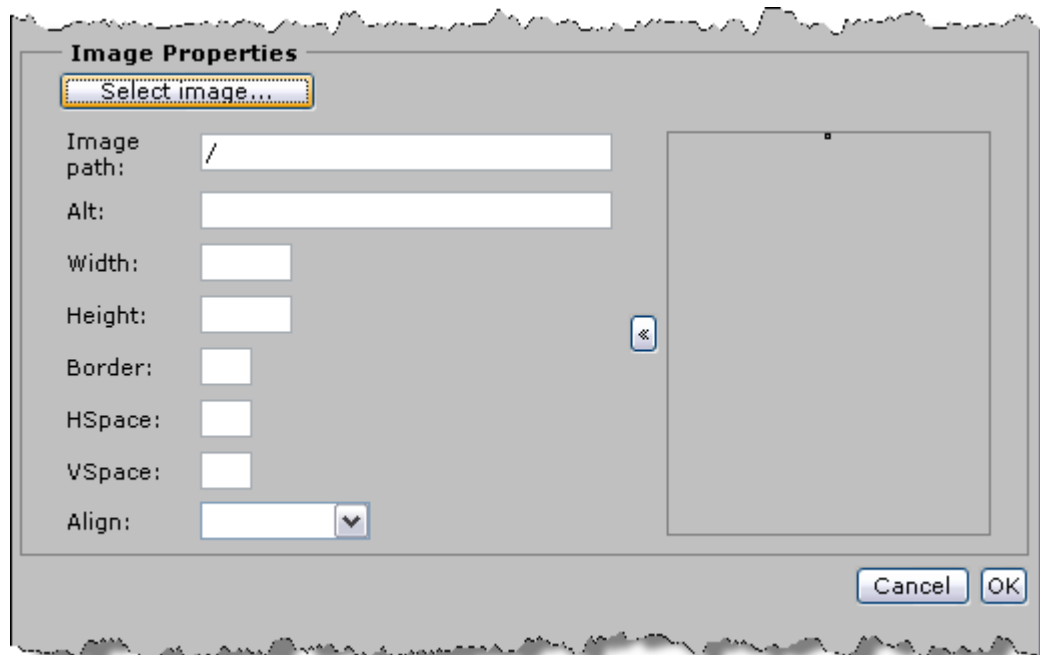 Image Properties
Select image...
Image
path:
/
Alt:
Width:
Height:
«
Border:
HSpace:
VSpace:
Align:
Cancel
OK